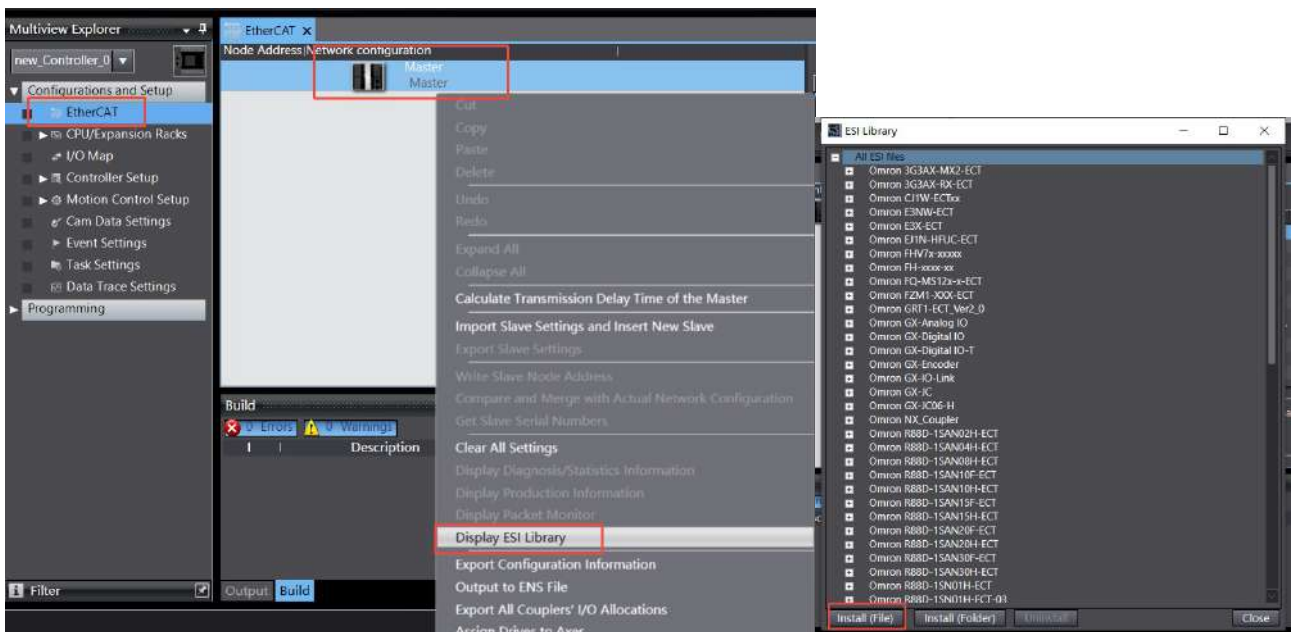 Multiview Explorer
new_Controller_0
Configurations and Setup
EtherCAT
CPU/Expansion Racks
I/O Map
Controller Setup
Motion Control Setup
Cam Data Settings
Event Settings
Task Settings
Data Trace Settings
Programming
Filter
EtherCAT
Node Address Network configuration
Master
Master
Build
0 Errors 0 Warnings
Description
Output Build
Cut
Copy
Paste
Delete
Undo
Redo
Expand All
Collapse All
Calculate Transmission Delay Time of the Master
Import Slave Settings and Insert New Slave
Export Slave Settings
Write Slave Node Address
Compare and Merge with Actual Network Configuration
Get Slave Serial Numbers
Clear All Settings
Display Diagnosis/Statistics Information
Display Production Information
Display Packet Monitor
Display ESI Library
Export Configuration Information
Output to ENS File
Export All Couplers' I/O Allocations
Assign Drives to Axes
ESI Library
All ESI files
Omron 3G3AX-MX2-ECT
Omron 3G3AX-RX-ECT
Omron CJ1W-ECTxx
Omron E3NW-ECT
Omron E3X-ECT
Omron EJ1N-HFUC-ECT
Omron FHV7x-xxxxx
Omron FH-xxxx-xx
Omron FQ-MS12x-x-ECT
Omron FZM1-XXX-ECT
Omron GRT1-ECT_Ver2_0
Omron GX-Analog IO
Omron GX-Digital IO
Omron GX-Digital IO-T
Omron GX-Encoder
Omron GX-IO-Link
Omron GX-JC
Omron GX-JC06-H
Omron NX_Coupler
Omron R88D-1SAN02H-ECT
Omron R88D-1SAN04H-ECT
Omron R88D-1SAN08H-ECT
Omron R88D-1SAN10F-ECT
Omron R88D-1SAN10H-ECT
Omron R88D-1SAN15F-ECT
Omron R88D-1SAN15H-ECT
Omron R88D-1SAN20F-ECT
Omron R88D-1SAN20H-ECT
Omron R88D-1SAN30F-ECT
Omron R88D-1SAN30H-ECT
Omron R88D-1SN01H-ECT
Omron R88D-1SN01H-ECT-03
Install (File) Install (Folder) Uninstall Close